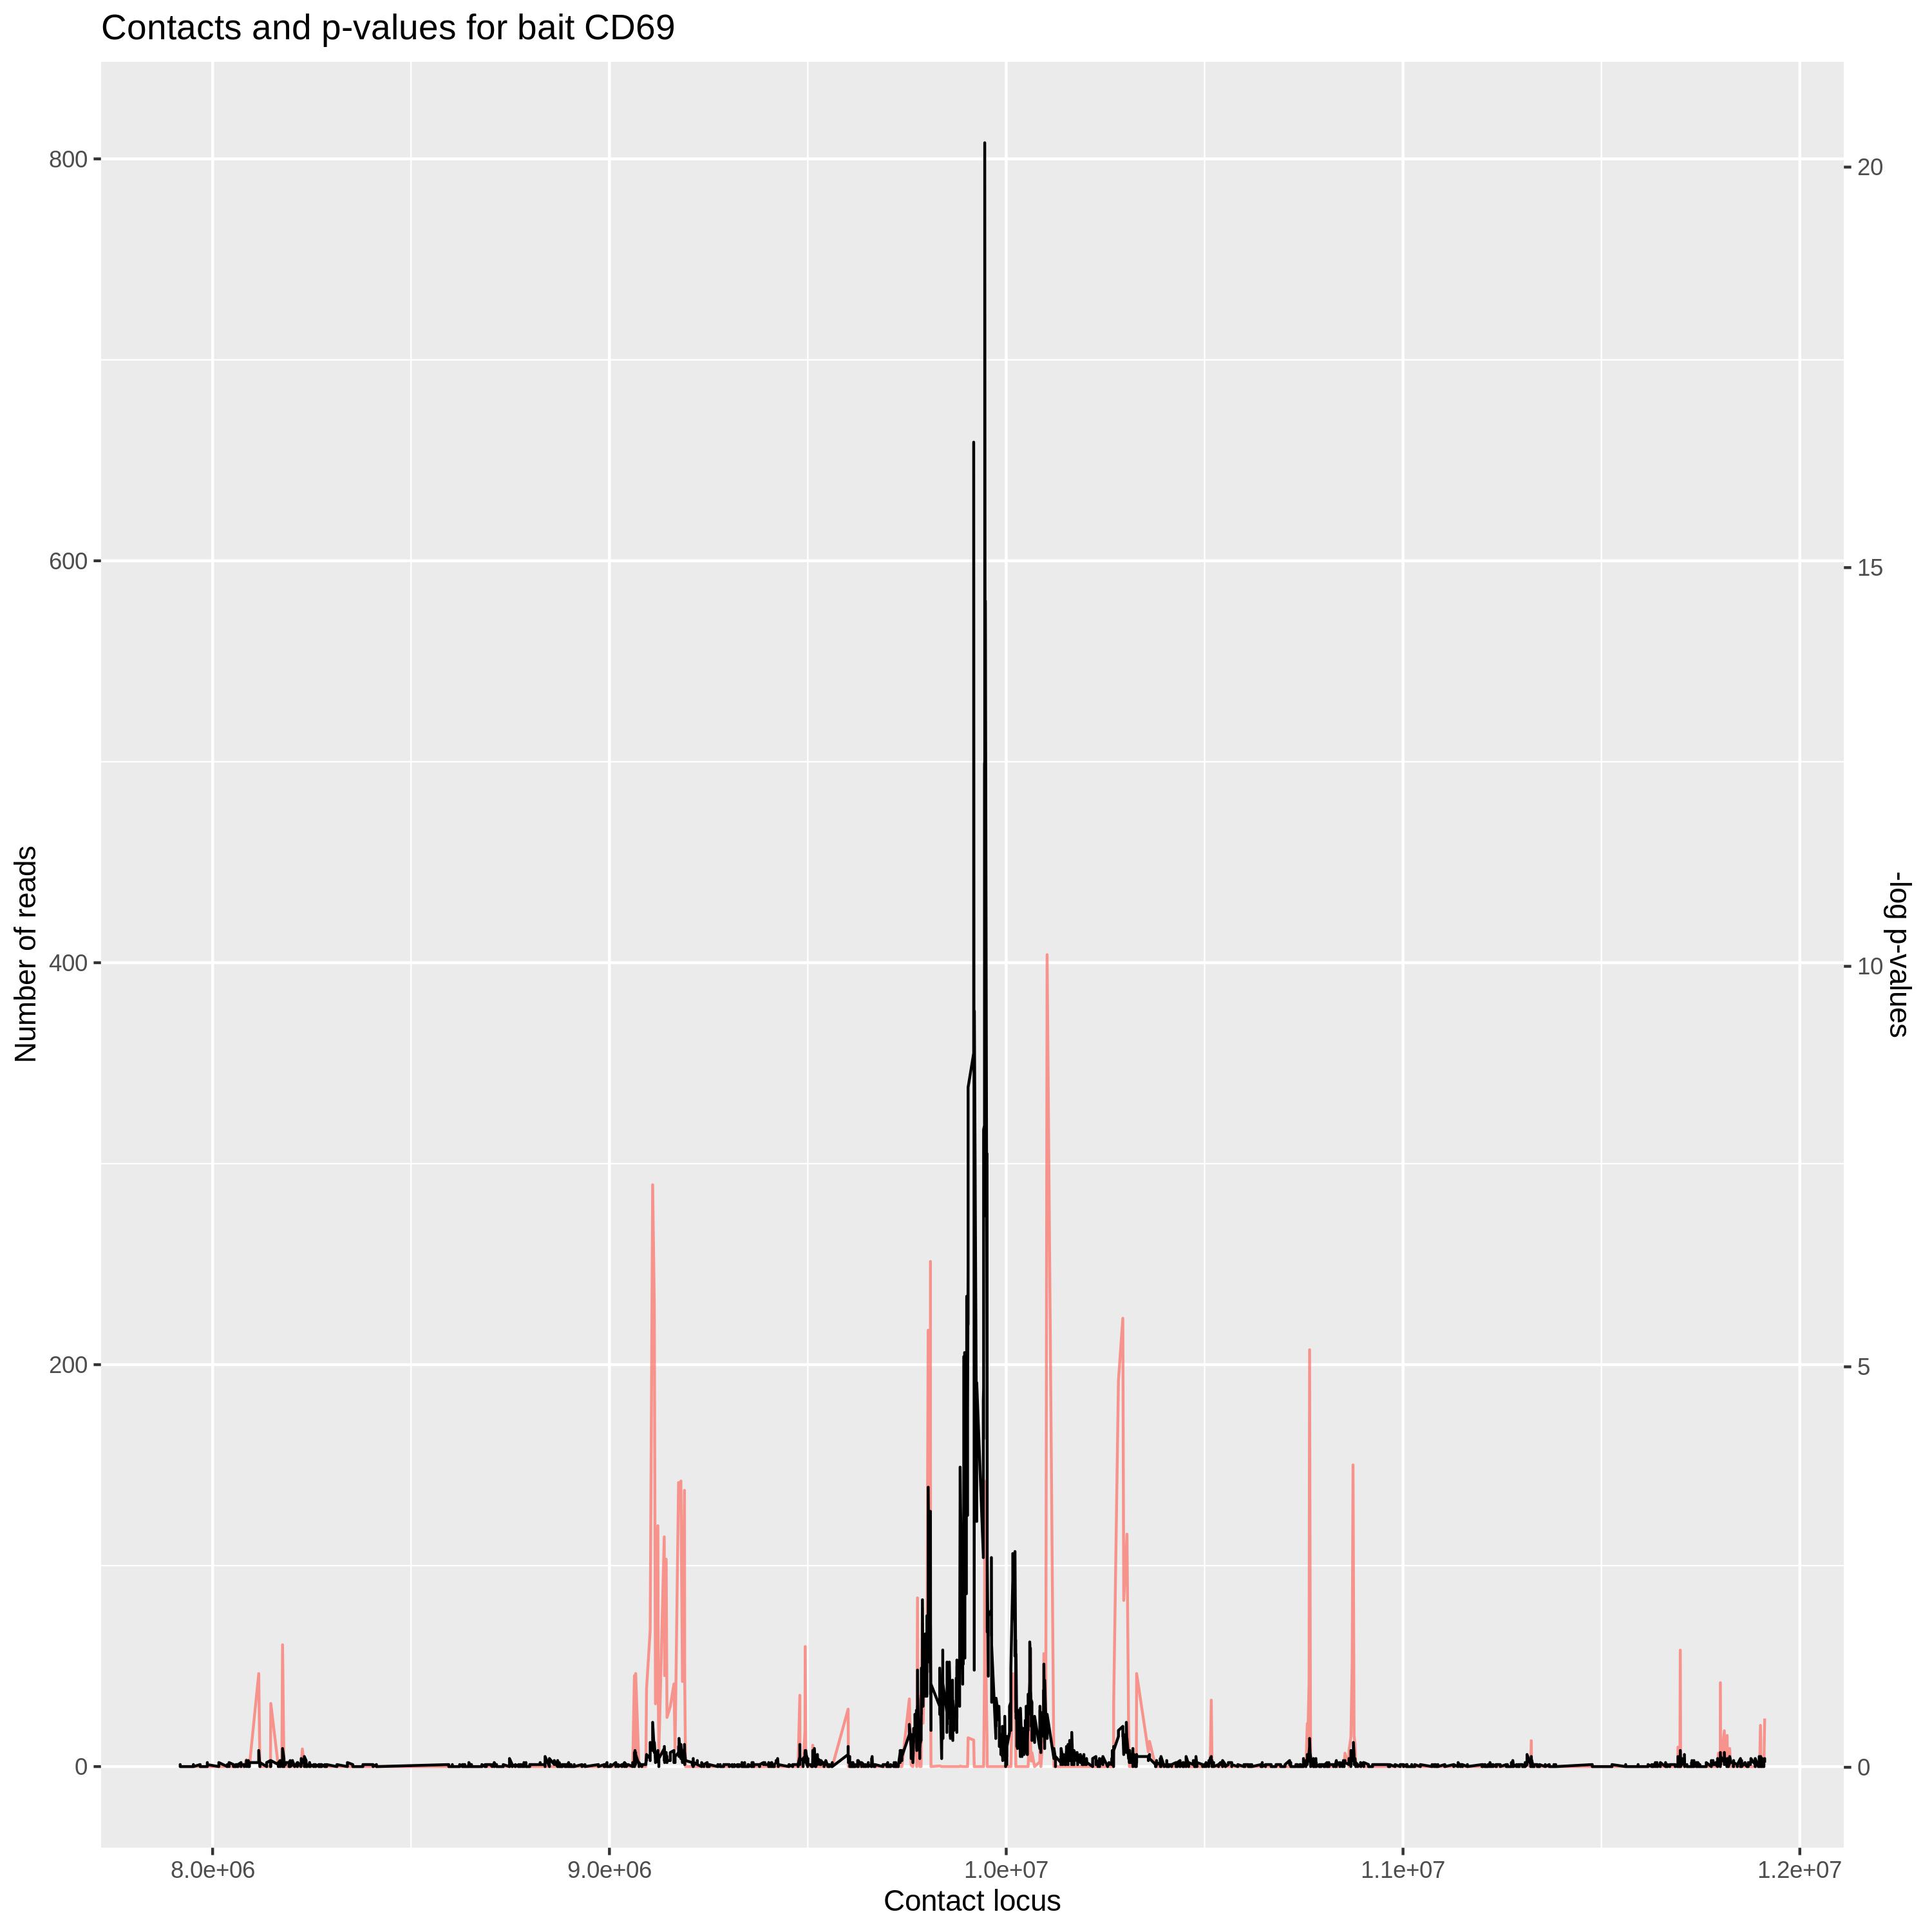 Contacts and p-values for bait CD69
Number of reads
800
600
400
200
0
20
15
10
5
0
-log p-values
8.0e+06 9.0e+06 1.0e+07 1.1e+07 1.2e+07
Contact locus